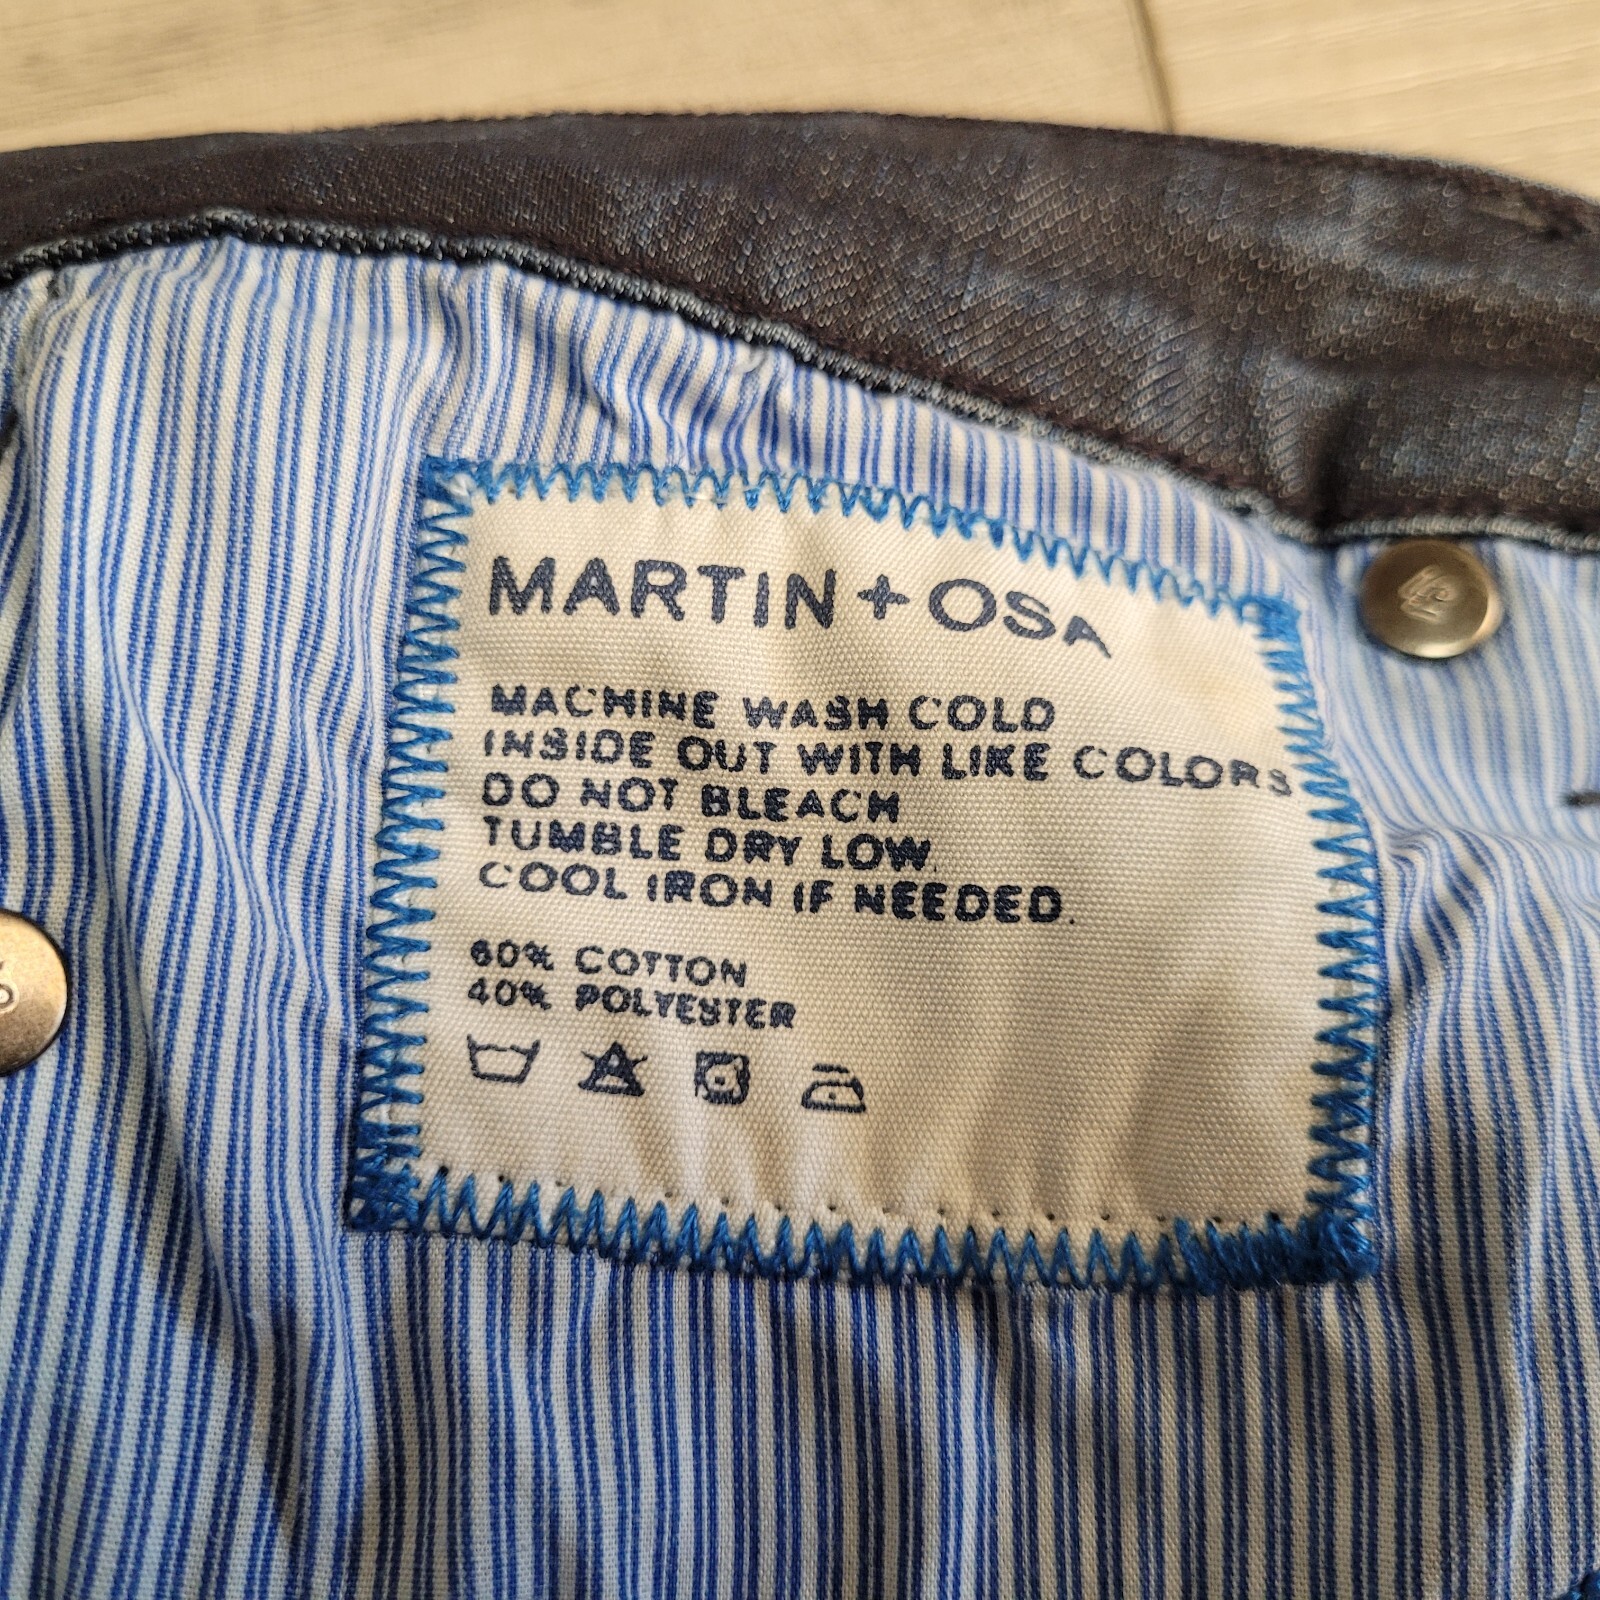 MARTIN + OSA
MACHINE WASH COLD
INSIDE OUT WITH LIKE COLORS
DO NOT BLEACH
TUMBLE DRY LOW.
COOL IRON IF NEEDED.
60% COTTON
40% POLYESTER